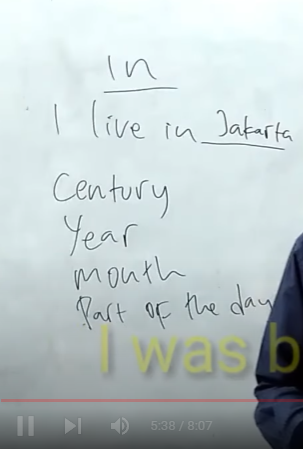 in
I live in Jakarta
Century
Year
month
Part of the day
I was b
5:38 / 8:07